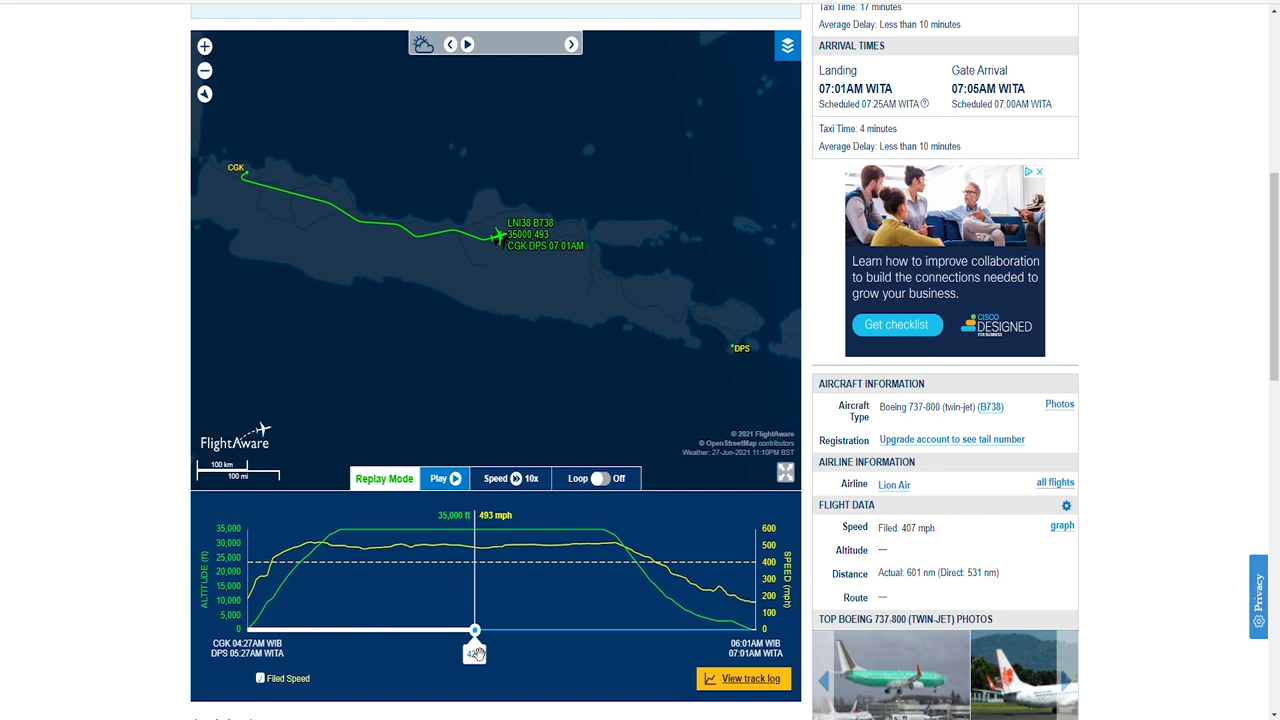 Taxi Time: 17 minutes
Average Delay: Less than 10 minutes
ARRIVAL TIMES
Landing
Gate Arrival
07:01AM WITA
07:05AM WITA
Scheduled 07:25AM WITA
Scheduled 07:00AM WITA
Taxi Time: 4 minutes
Average Delay: Less than 10 minutes
CGK
LNI38 B738
35000 493
CGK DPS 07:01AM
DPS
FlightAware
100 km
100 mi
© 2021 FlightAware
© OpenStreetMap contributors
Weather: 27-Jun-2021 11:10PM BST
Replay Mode
Play
Speed 10x
Loop Off
35,000 ft 493 mph
ALTITUDE (ft)
35,000
30,000
25,000
20,000
15,000
10,000
5,000
0
600
500
400
300
200
100
0
SPEED (mph)
CGK 04:27AM WIB
DPS 05:27AM WITA
06:01AM WIB
07:01AM WITA
Filed Speed
View track log
Learn how to improve collaboration
to build the connections needed to
grow your business.
Get checklist
CISCO
DESIGNED
FOR BUSINESS
AIRCRAFT INFORMATION
Aircraft Type
Boeing 737-800 (twin-jet) (B738)
Photos
Registration
Upgrade account to see tail number
AIRLINE INFORMATION
Airline
Lion Air
all flights
FLIGHT DATA
Speed
Filed: 407 mph
graph
Altitude
—
Distance
Actual: 601 nm (Direct: 531 nm)
Route
—
TOP BOEING 737-800 (TWIN-JET) PHOTOS
Privacy